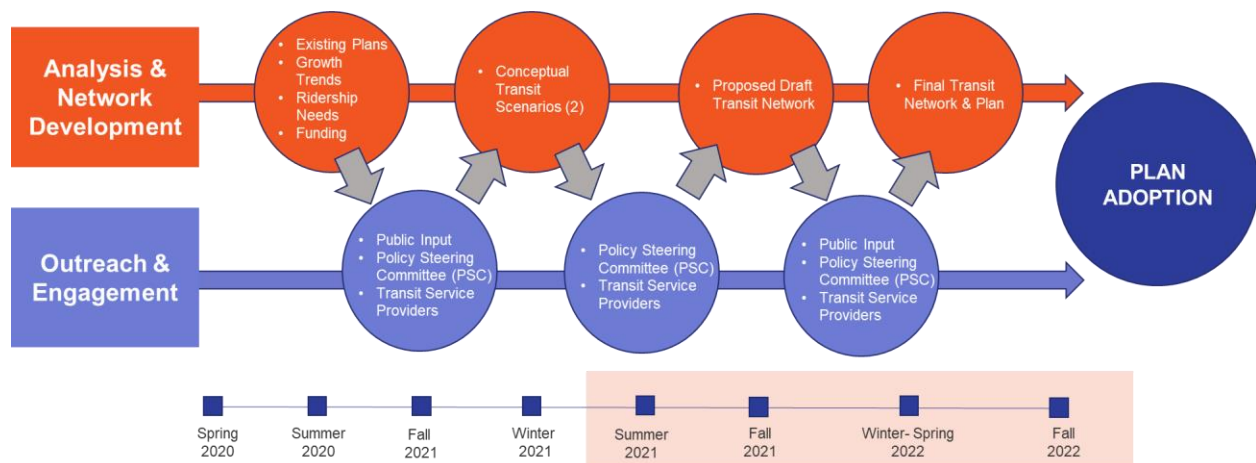 Analysis &
Network
Development
• Existing Plans
• Growth
Trends
• Ridership
Needs
• Funding
• Conceptual
Transit
Scenarios (2)
• Proposed Draft
Transit Network
• Final Transit
Network & Plan
PLAN
ADOPTION
Outreach &
Engagement
• Public Input
• Policy Steering
Committee (PSC)
• Transit Service
Providers
• Policy Steering
Committee (PSC)
• Transit Service
Providers
• Public Input
• Policy Steering
Committee (PSC)
• Transit Service
Providers
Spring
2020
Summer
2020
Fall
2021
Winter
2021
Summer
2021
Fall
2021
Winter- Spring
2022
Fall
2022